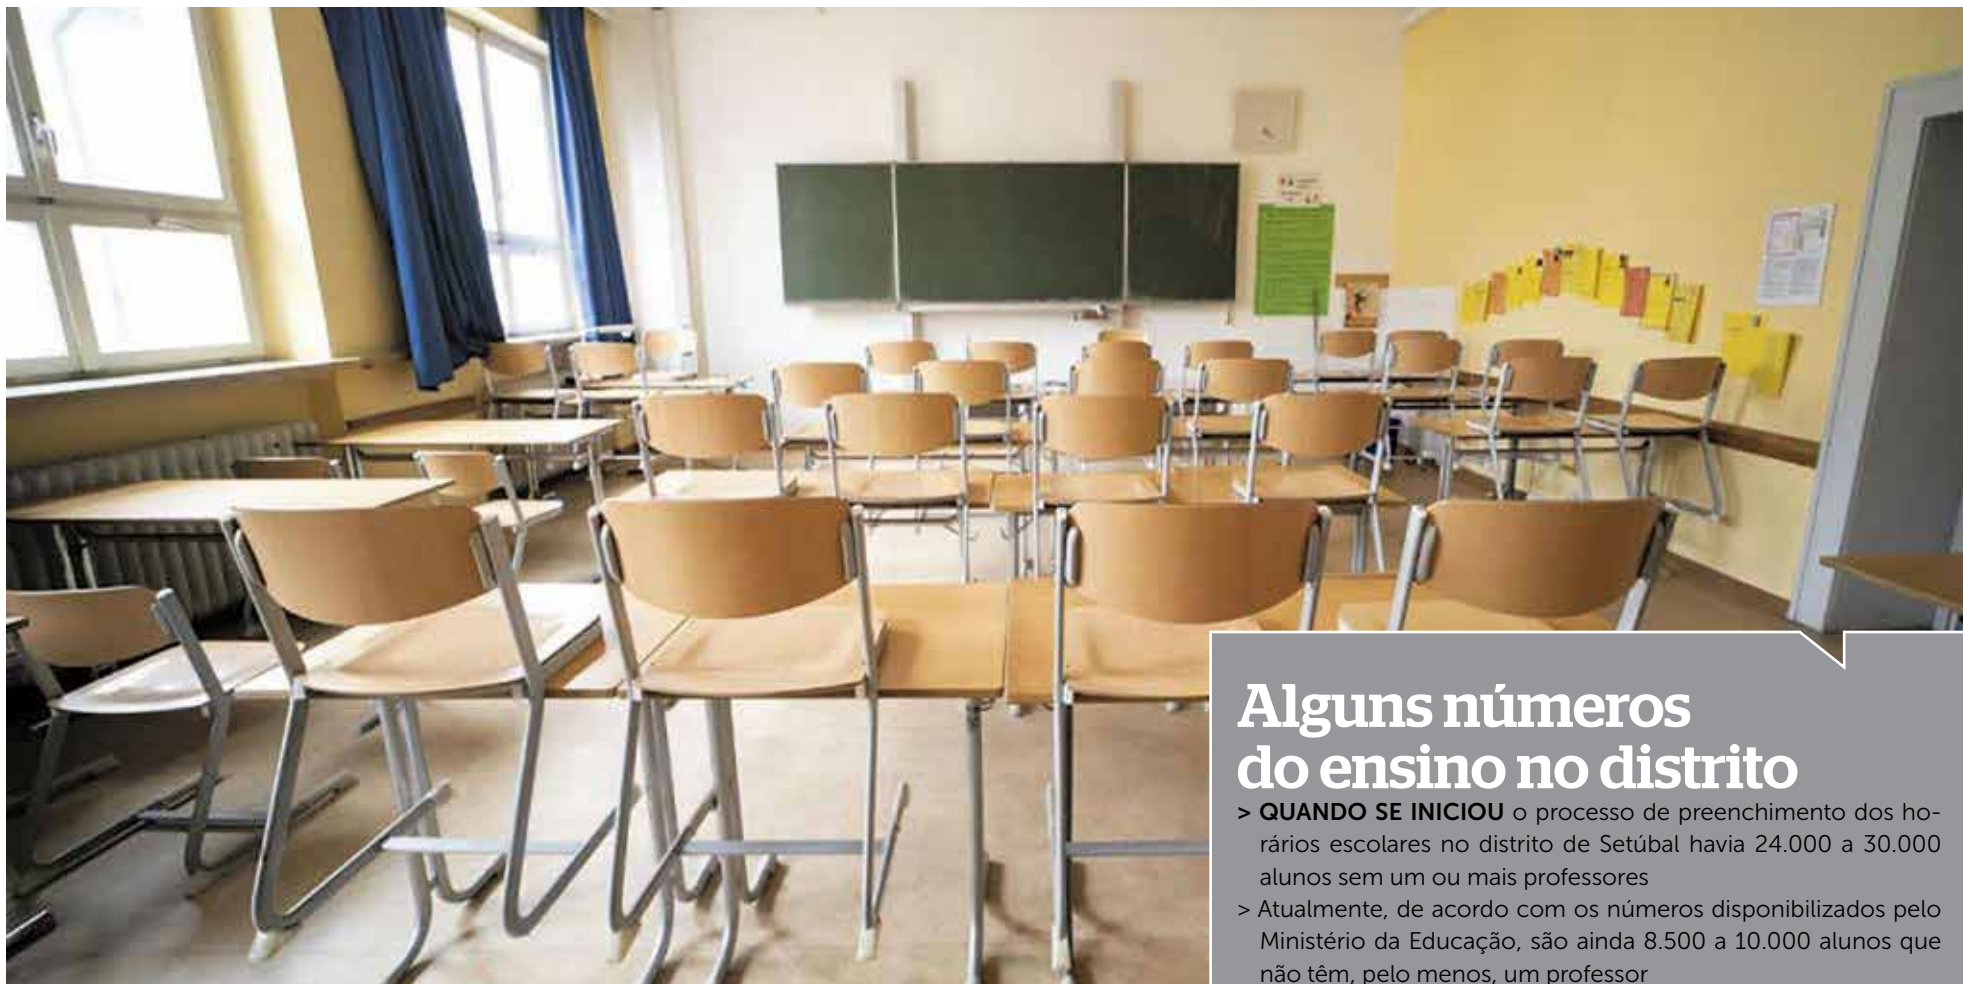 Alguns números
do ensino no distrito
> QUANDO SE INICIOU o processo de preenchimento dos ho-
rários escolares no distrito de Setúbal havia 24.000 a 30.000
alunos sem um ou mais professores
> Atualmente, de acordo com os números disponibilizados pelo
Ministério da Educação, são ainda 8.500 a 10.000 alunos que
não têm, pelo menos, um professor